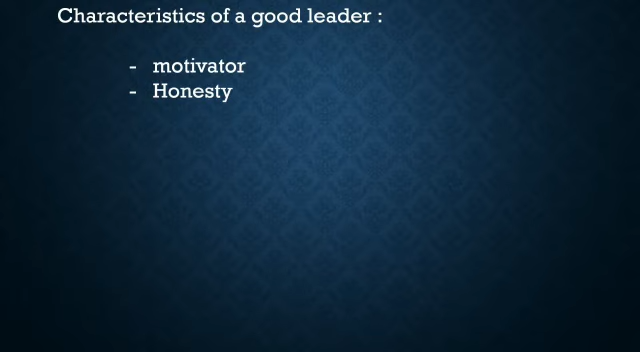 Characteristics of a good leader :
- motivator
- Honesty